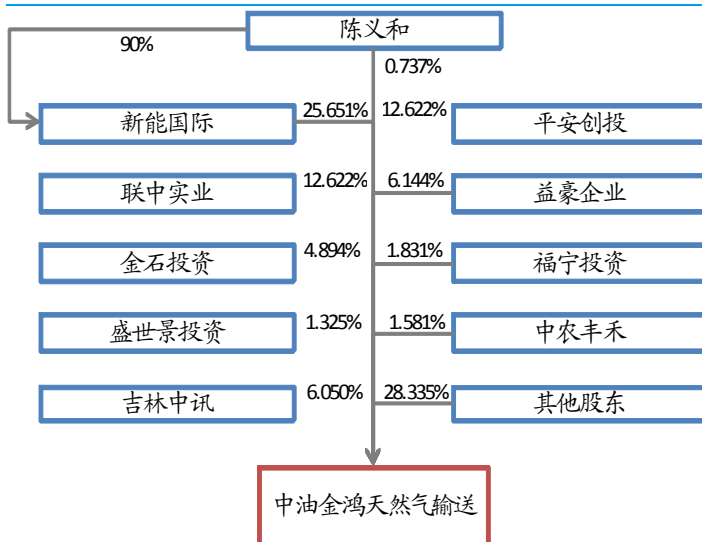 陈义和
90%
0.737%
新能国际
25.651%
12.622%
平安创投
联中实业
12.622%
6.144%
益豪企业
金石投资
4.894%
1.831%
福宁投资
盛世景投资
1.325%
1.581%
中农丰禾
吉林中讯
6.050%
28.335%
其他股东
中油金鸿天然气输送